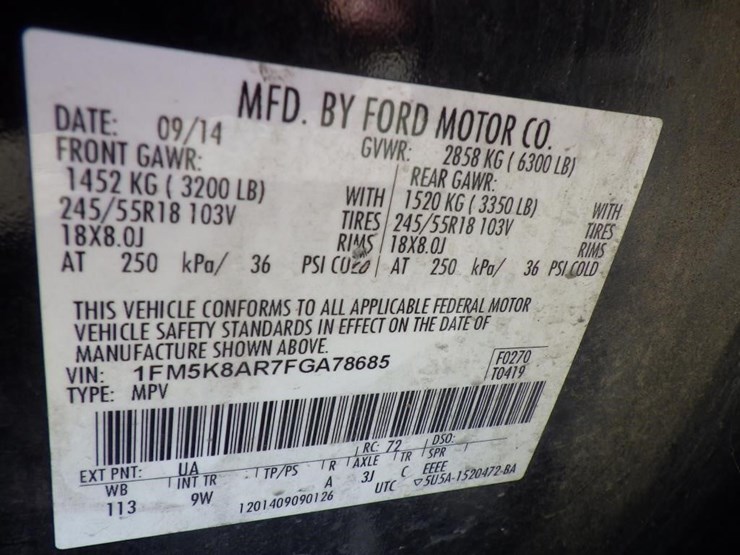 MFD. BY FORD MOTOR CO.
DATE: 09/14 GVWR: 2858 KG ( 6300 LB)
FRONT GAWR: REAR GAWR:
1452 KG ( 3200 LB) WITH 1520 KG ( 3350 LB) WITH
245/55R18 103V TIRES 245/55R18 103V TIRES
18X8.0J RIMS 18X8.0J RIMS
AT 250 kPa/ 36 PSI COLD AT 250 kPa/ 36 PSI COLD
THIS VEHICLE CONFORMS TO ALL APPLICABLE FEDERAL MOTOR
VEHICLE SAFETY STANDARDS IN EFFECT ON THE DATE OF
MANUFACTURE SHOWN ABOVE.
VIN: 1FM5K8AR7FGA78685 F0270
TYPE: MPV T0419
EXT PNT: UA RC: 72 DSO:
WB INT TR TP/PS R AXLE TR SPR
113 9W A 3J C EEEE
1201409090126 UTC ▽5U5A-1520472-BA